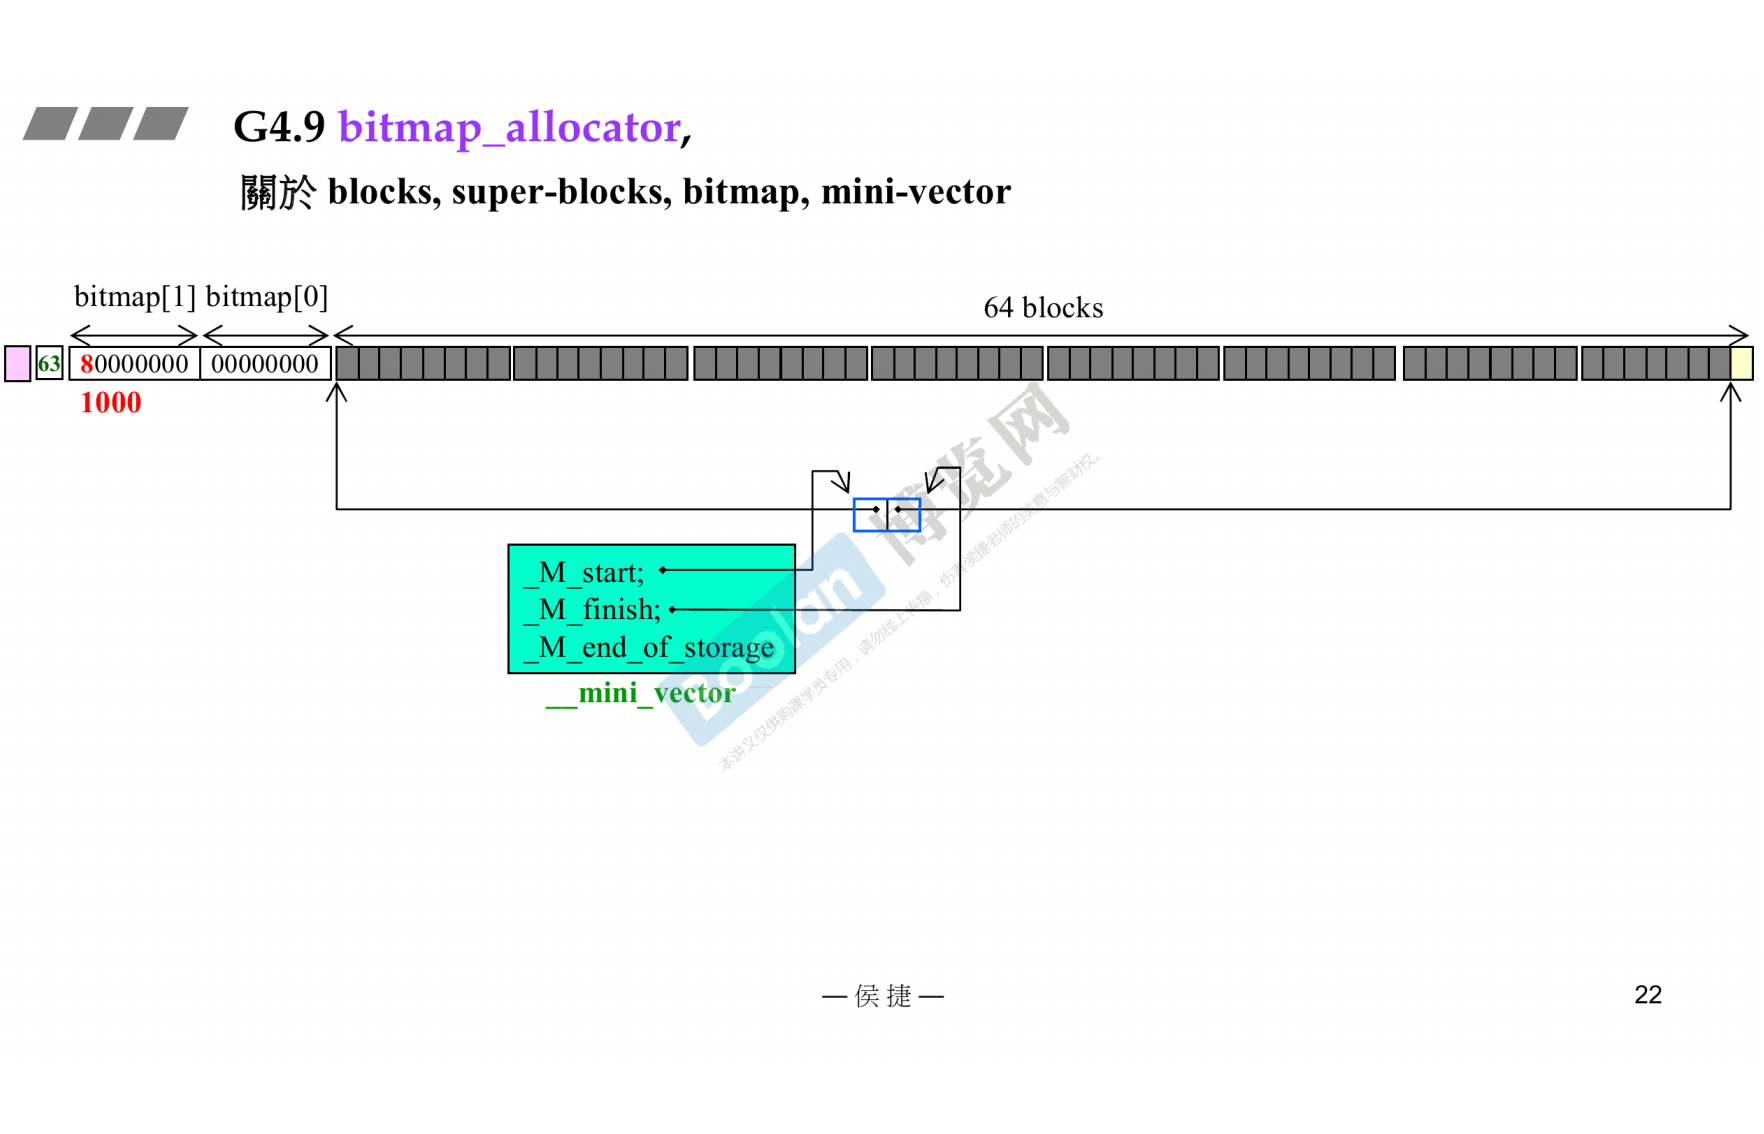 G4.9 bitmap_allocator,
關於 blocks, super-blocks, bitmap, mini-vector
bitmap[1] bitmap[0]
64 blocks
63 80000000 00000000
1000
_M_start;
_M_finish;
_M_end_of_storage
__mini_vector
Boolan 博览网
本讲义仅供购课学员专用，请勿线上传播，伤害侯捷老师的美意与智财权。
— 侯 捷 —
22